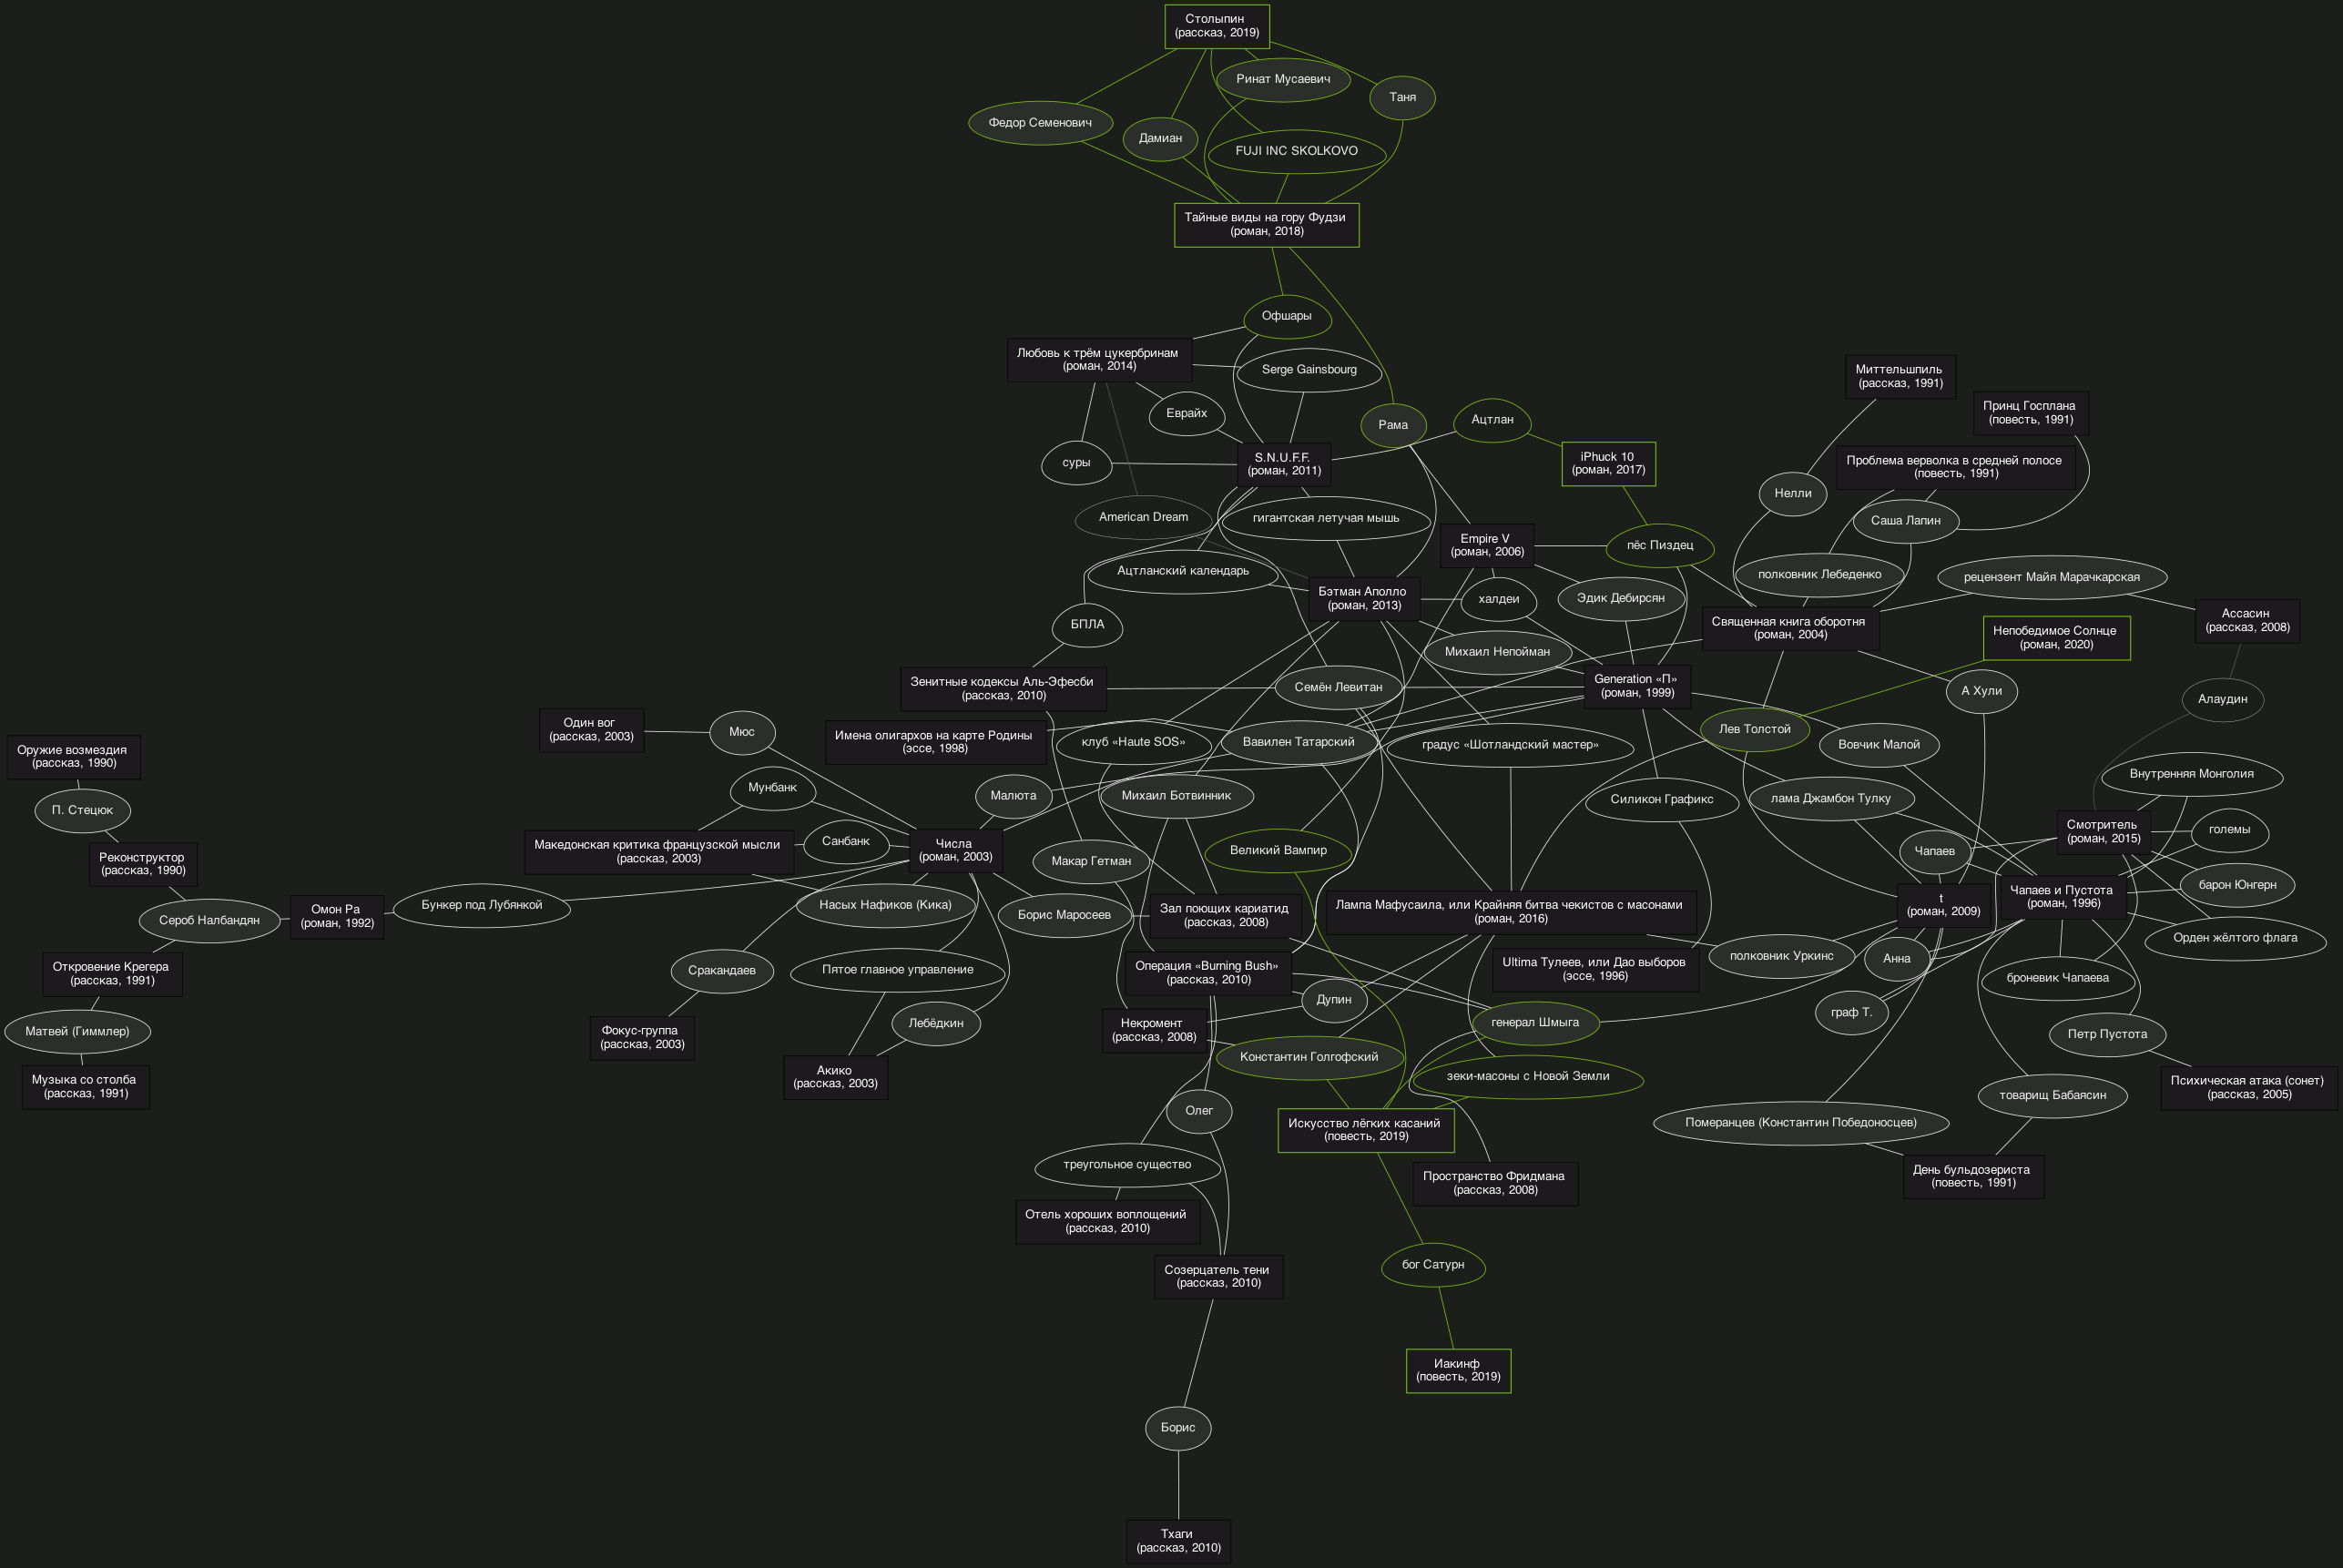 Столыпин
(рассказ, 2019)
Ринат Мусаевич
Таня
Федор Семенович
Дамиан
FUJI INC SKOLKOVO
Тайные виды на гору Фудзи
(роман, 2018)
Офшары
Любовь к трём цукербринам
(роман, 2014)
Serge Gainsbourg
Миттельшпиль
(рассказ, 1991)
Еврайх
Рама
Ацтлан
Принц Госплана
(повесть, 1991)
суры
S.N.U.F.F.
(роман, 2011)
iPhuck 10
(роман, 2017)
Проблема верволка в средней полосе
(повесть, 1991)
Нелли
American Dream
гигантская летучая мышь
Саша Лапин
Empire V
(роман, 2006)
пёс Пиздец
Ацтланский календарь
полковник Лебеденко
рецензент Майя Марачкарская
Бэтман Аполло
(роман, 2013)
халдеи
Эдик Дебирсян
БПЛА
Священная книга оборотня
(роман, 2004)
Ассасин
(рассказ, 2008)
Непобедимое Солнце
(роман, 2020)
Михаил Непойман
Зенитные кодексы Аль-Эфесби
(рассказ, 2010)
Семён Левитан
Generation «П»
(роман, 1999)
А Хули
Алаудин
Один вог
(рассказ, 2003)
Мюс
Имена олигархов на карте Родины
(эссе, 1998)
клуб «Haute SOS»
Вавилен Татарский
градус «Шотландский мастер»
Лев Толстой
Вовчик Малой
Оружие возмездия
(рассказ, 1990)
Внутренняя Монголия
Мунбанк
Малюта
Михаил Ботвинник
Силикон Графикс
лама Джамбон Тулку
П. Стецюк
Смотритель
(роман, 2015)
големы
Македонская критика французской мысли
(рассказ, 2003)
Санбанк
Числа
(роман, 2003)
Макар Гетман
Великий Вампир
Чапаев
Реконструктор
(рассказ, 1990)
барон Юнгерн
Бункер под Лубянкой
Насых Нафиков (Кика)
Борис Маросеев
Зал поющих кариатид
(рассказ, 2008)
Лампа Мафусаила, или Крайняя битва чекистов с масонами
(роман, 2016)
t
(роман, 2009)
Чапаев и Пустота
(роман, 1996)
Сероб Налбандян
Омон Ра
(роман, 1992)
Орден жёлтого флага
Откровение Крегера
(рассказ, 1991)
Сракандаев
Пятое главное управление
Операция «Burning Bush»
(рассказ, 2010)
Ultima Тулеев, или Дао выборов
(эссе, 1996)
полковник Уркинс
Анна
броневик Чапаева
Дупин
граф Т.
Матвей (Гиммлер)
Фокус-группа
(рассказ, 2003)
Лебёдкин
Некромент
(рассказ, 2008)
генерал Шмыга
Петр Пустота
Константин Голгофский
Музыка со столба
(рассказ, 1991)
Акико
(рассказ, 2003)
зеки-масоны с Новой Земли
Психическая атака (сонет)
(рассказ, 2005)
Олег
товарищ Бабаясин
Искусство лёгких касаний
(повесть, 2019)
Померанцев (Константин Победоносцев)
треугольное существо
Пространство Фридмана
(рассказ, 2008)
День бульдозериста
(повесть, 1991)
Отель хороших воплощений
(рассказ, 2010)
Созерцатель тени
(рассказ, 2010)
бог Сатурн
Иакинф
(повесть, 2019)
Борис
Тхаги
(рассказ, 2010)